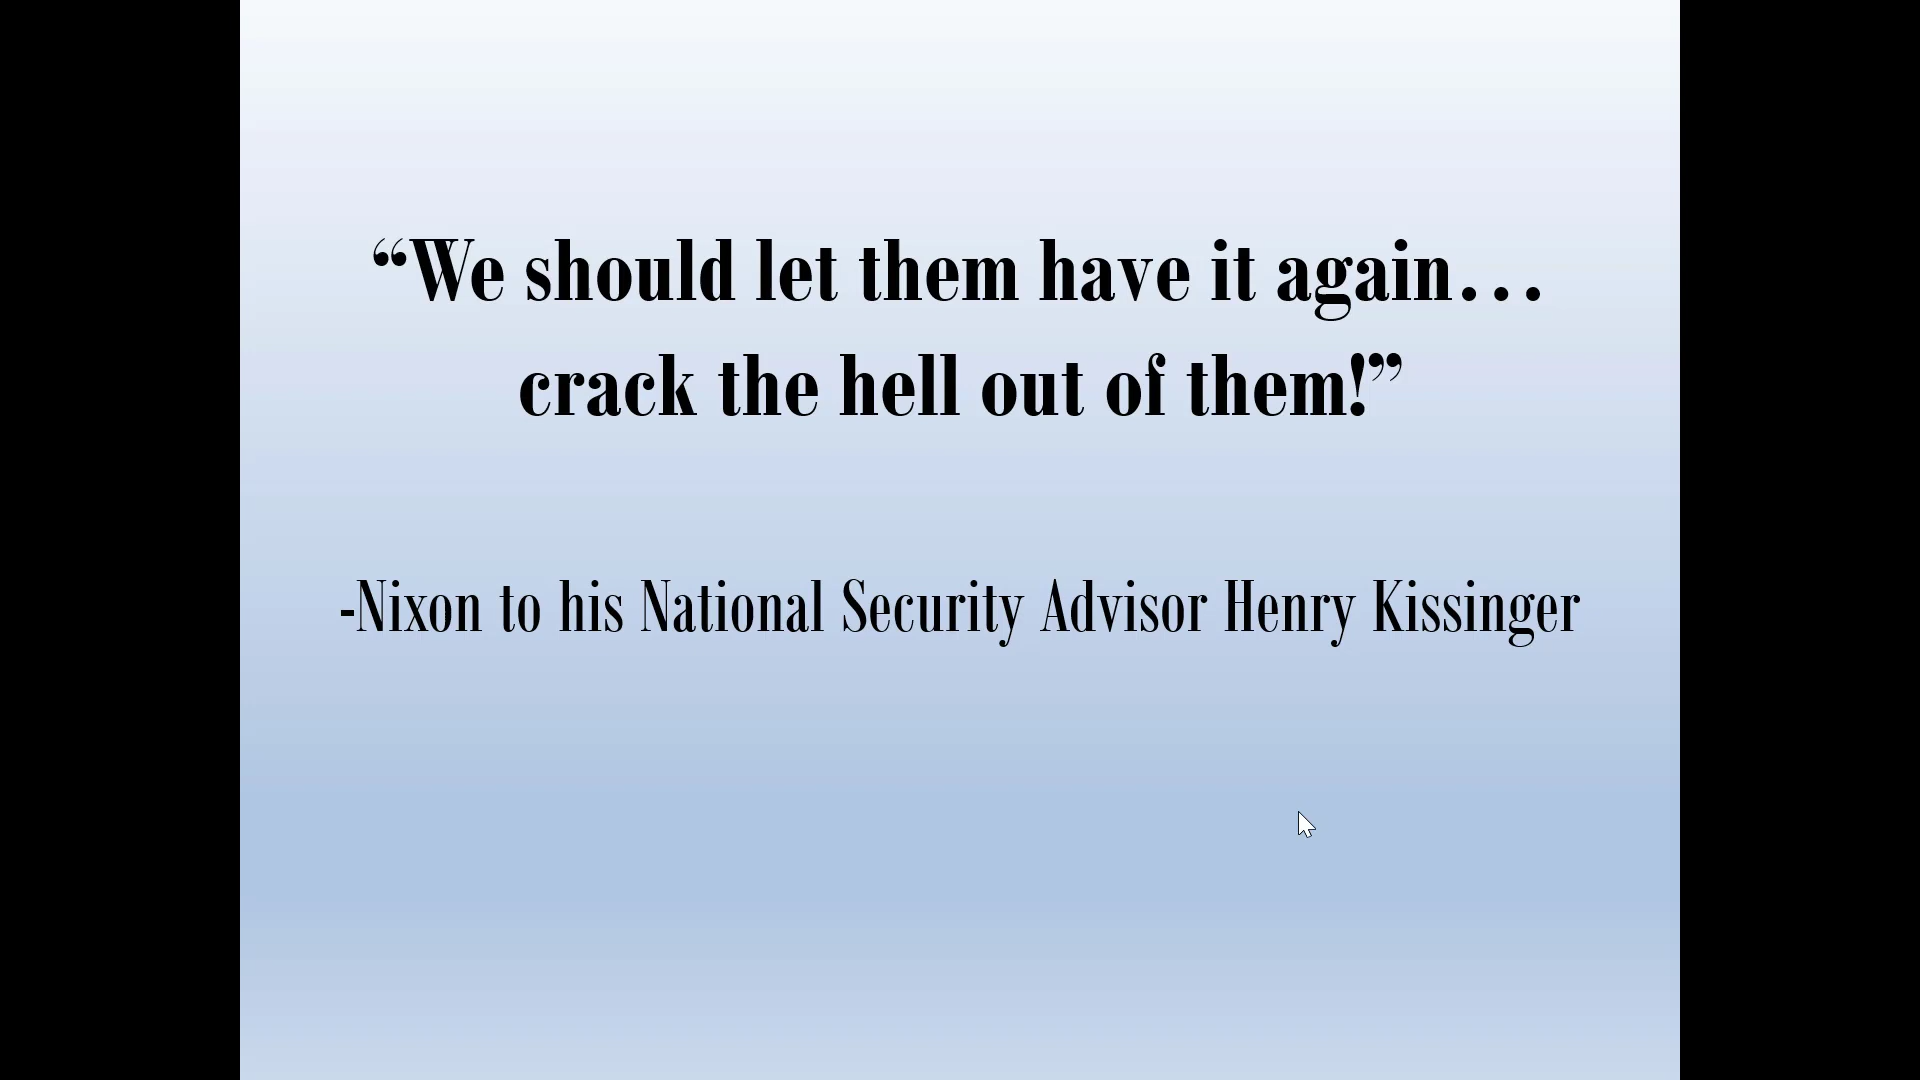 “We should let them have it again…
crack the hell out of them!”
-Nixon to his National Security Advisor Henry Kissinger